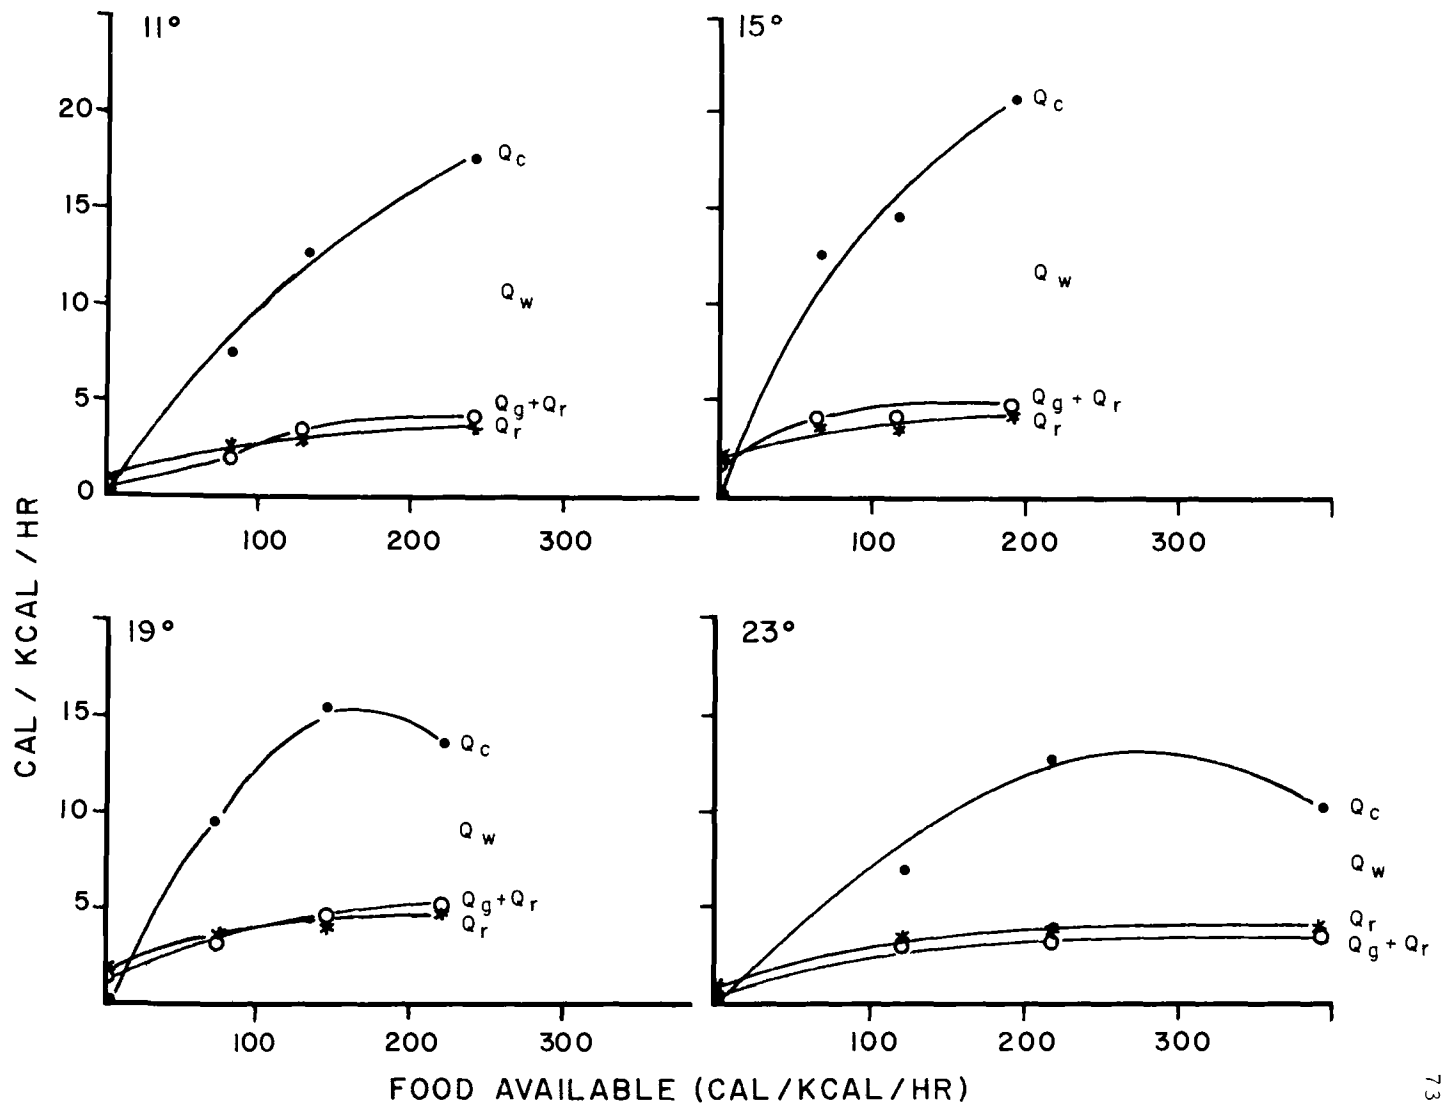 11°
20
15
10
5
0
Qc
Qw
Qg+Qr
Qr
100 200 300
15°
Qc
Qw
Qg + Qr
Qr
100 200 300
CAL / KCAL / HR
19°
15
10
5
Qc
Qw
Qg+Qr
Qr
100 200 300
23°
Qc
Qw
Qr
Qg + Qr
100 200 300
FOOD AVAILABLE (CAL/KCAL/HR)
73